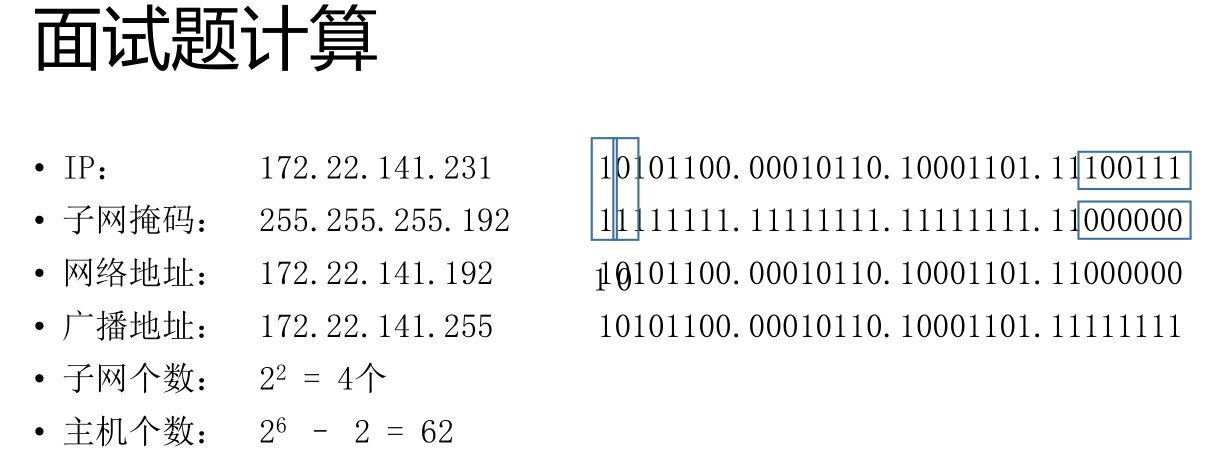 面试题计算
• IP: 172.22.141.231 10101100.00010110.10001101.11100111
• 子网掩码: 255.255.255.192 11111111.11111111.11111111.11000000
• 网络地址: 172.22.141.192 10101100.00010110.10001101.11000000
1 0
• 广播地址: 172.22.141.255 10101100.00010110.10001101.11111111
• 子网个数: 2² = 4个
• 主机个数: 2⁶ - 2 = 62